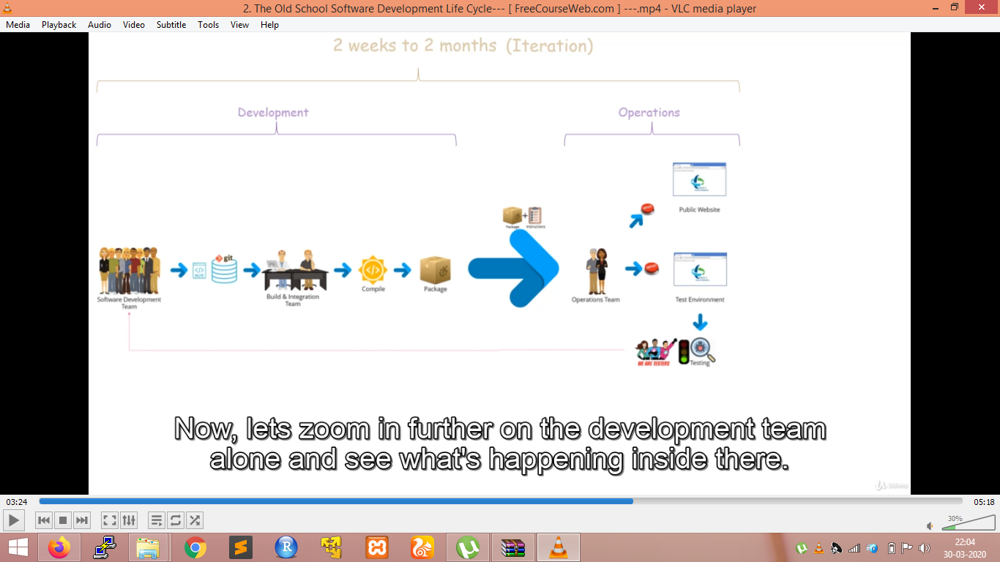 2. The Old School Software Development Life Cycle--- [ FreeCourseWeb.com ] ---.mp4 - VLC media player
Media Playback Audio Video Subtitle Tools View Help
2 weeks to 2 months (Iteration)
Development
Operations
Public Website
Package
+
Instructions
git
Software Development
Team
Build & Integration
Team
Compile
Package
Operations Team
Test Environment
WE ARE TESTERS
Testing
Now, lets zoom in further on the development team
alone and see what's happening inside there.
Udemy
03:24
05:18
30%
22:04
30-03-2020